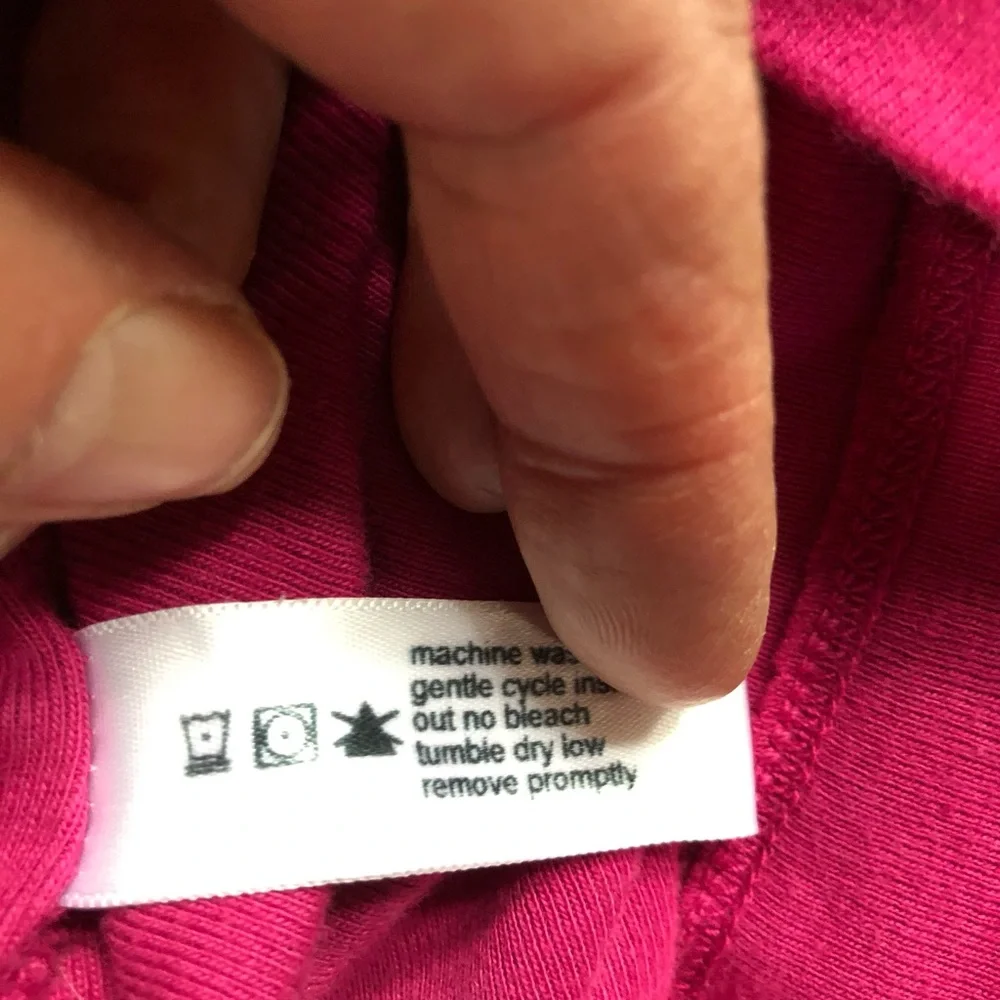 machine was
gentle cycle ins
out no bleach
tumble dry low
remove promptly